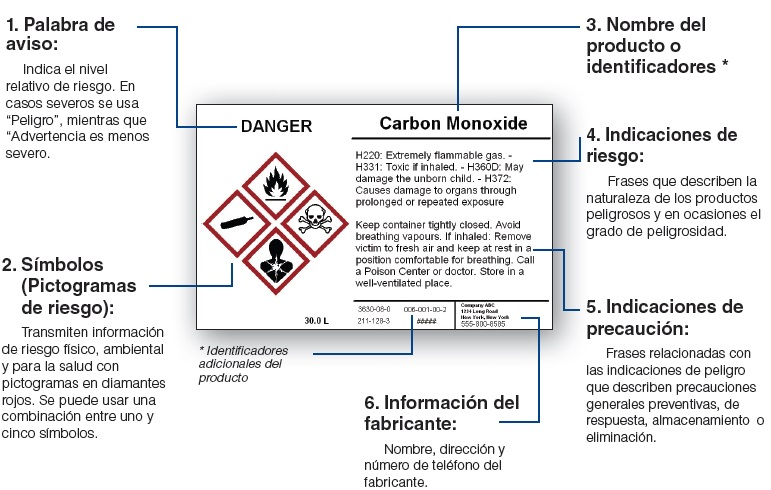 1. Palabra de
aviso:
Indica el nivel
relativo de riesgo. En
casos severos se usa
“Peligro”, mientras que
“Advertencia es menos
severo.
2. Símbolos
(Pictogramas
de riesgo):
Transmiten información
de riesgo físico, ambiental
y para la salud con
pictogramas en diamantes
rojos. Se puede usar una
combinación entre uno y
cinco símbolos.
DANGER
30.0 L
Carbon Monoxide
H220: Extremely flammable gas. -
H331: Toxic if inhaled. - H360D: May
damage the unborn child. - H372:
Causes damage to organs through
prolonged or repeated exposure
Keep container tightly closed. Avoid
breathing vapours. If inhaled: Remove
victim to fresh air and keep at rest in a
position comfortable for breathing. Call
a Poison Center or doctor. Store in a
well-ventilated place.
3630-08-0 006-001-00-2
211-128-3 #####
Company ABC
1234 Long Road
New York, New York
555-800-8585
* Identificadores
adicionales del
producto
3. Nombre del
producto o
identificadores *
4. Indicaciones de
riesgo:
Frases que describen la
naturaleza de los productos
peligrosos y en ocasiones el
grado de peligrosidad.
5. Indicaciones de
precaución:
Frases relacionadas con
las indicaciones de peligro
que describen precauciones
generales preventivas, de
respuesta, almacenamiento o
eliminación.
6. Información del
fabricante:
Nombre, dirección y
número de teléfono del
fabricante.